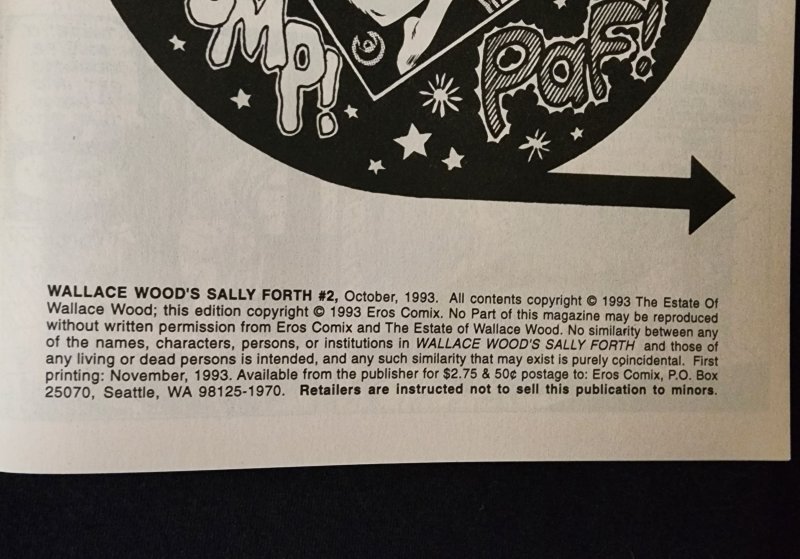 UMP!
PaF!
WALLACE WOOD'S SALLY FORTH #2, October, 1993. All contents copyright © 1993 The Estate Of
Wallace Wood; this edition copyright © 1993 Eros Comix. No Part of this magazine may be reproduced
without written permission from Eros Comix and The Estate of Wallace Wood. No similarity between any
of the names, characters, persons, or institutions in WALLACE WOOD'S SALLY FORTH and those of
any living or dead persons is intended, and any such similarity that may exist is purely coincidental. First
printing: November, 1993. Available from the publisher for $2.75 & 50¢ postage to: Eros Comix, P.O. Box
25070, Seattle, WA 98125-1970. Retailers are instructed not to sell this publication to minors.